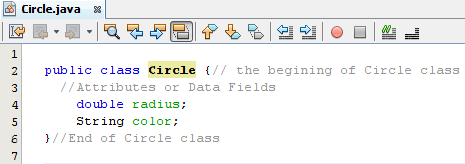 Circle.java
1
2 public class Circle {// the begining of Circle class
3 //Attributes or Data Fields
4 double radius;
5 String color;
6 }//End of Circle class
7